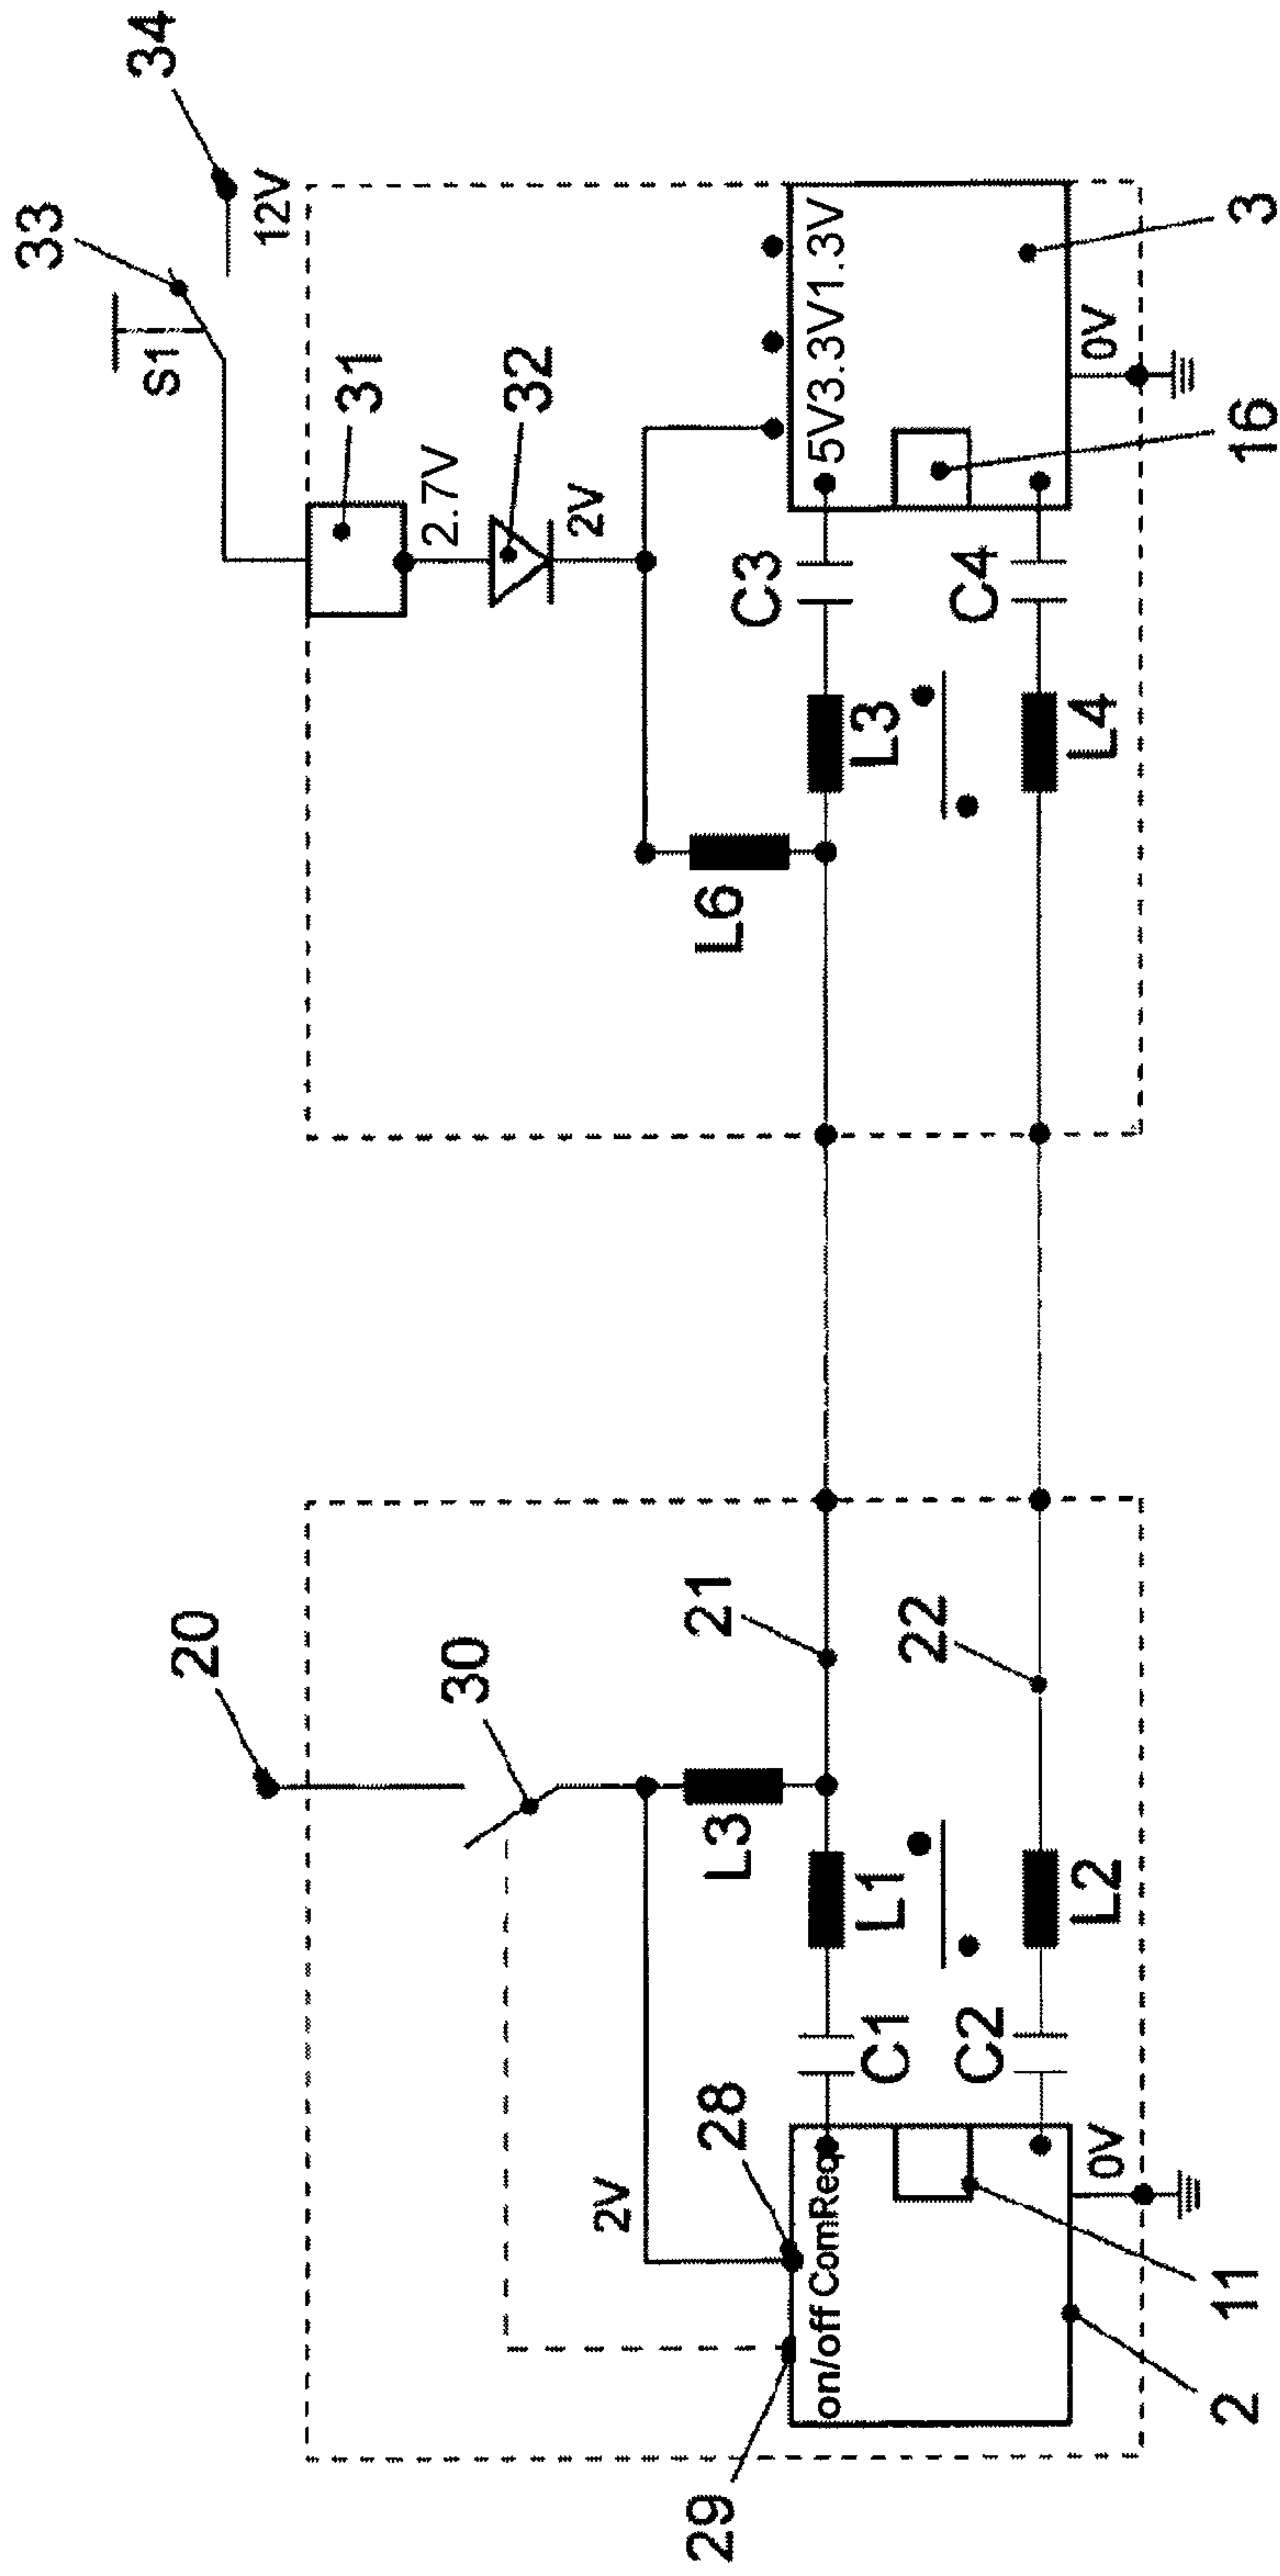 34
33
12V
S1
31
20
2.7V
32
30
2V
2V
28
L3
21
L6
C3
5V3.3V1.3V
29
on/off ComReq
C1
L1
L3
C2
L2
22
L4
C4
0V
0V
2
11
16
3